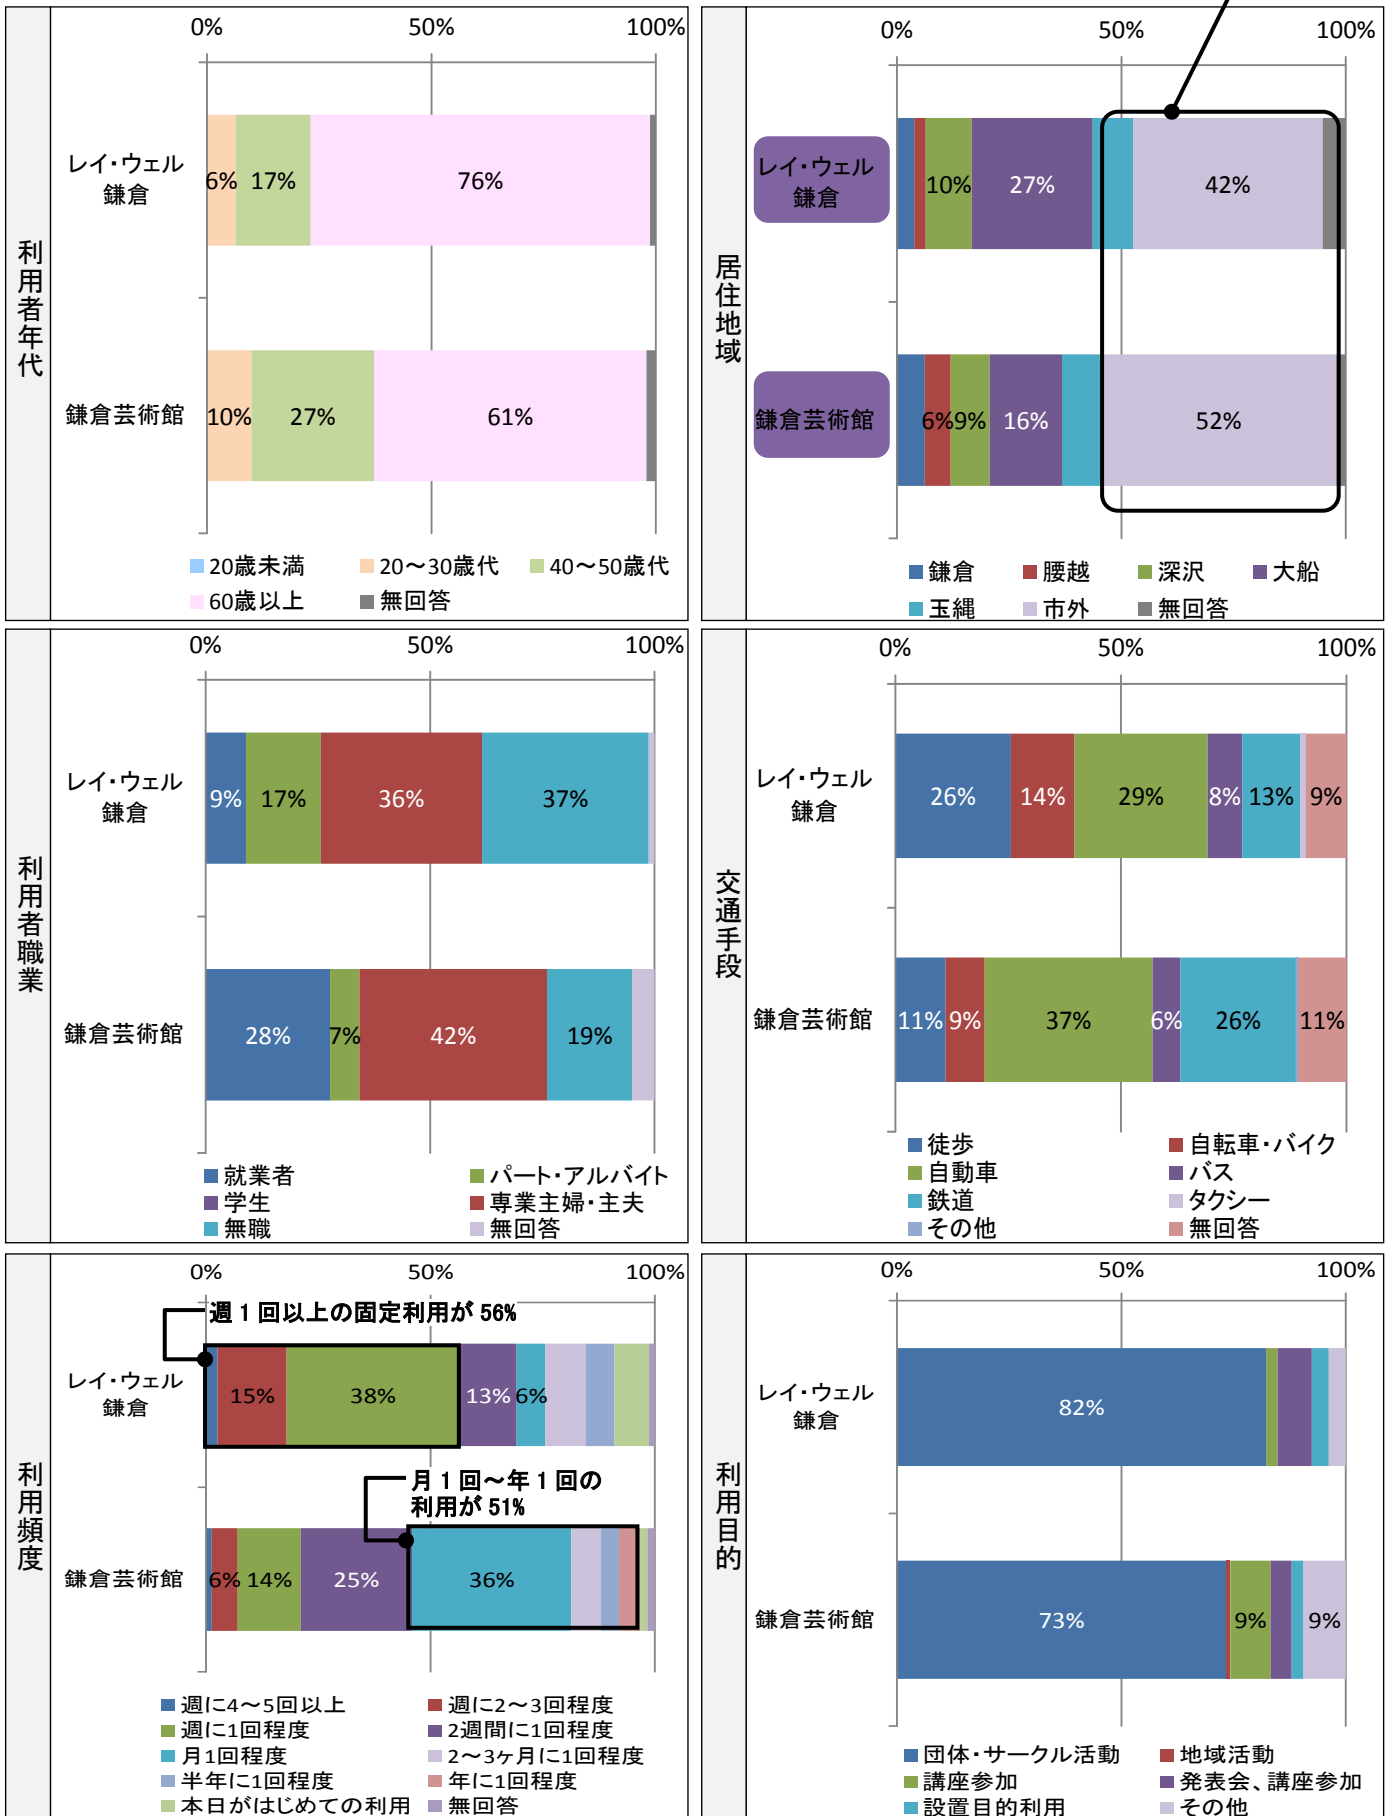 利用者年代
0%
50%
100%
レイ・ウェル
鎌倉
6%
17%
76%
鎌倉芸術館
10%
27%
61%
20歳未満
20～30歳代
40～50歳代
60歳以上
無回答
居住地域
0%
50%
100%
レイ・ウェル
鎌倉
10%
27%
42%
鎌倉芸術館
6%
9%
16%
52%
鎌倉
腰越
深沢
大船
玉縄
市外
無回答
利用者職業
0%
50%
100%
レイ・ウェル
鎌倉
9%
17%
36%
37%
鎌倉芸術館
28%
7%
42%
19%
就業者
パート・アルバイト
学生
専業主婦・主夫
無職
無回答
交通手段
0%
50%
100%
レイ・ウェル
鎌倉
26%
14%
29%
8%
13%
9%
鎌倉芸術館
11%
9%
37%
6%
26%
11%
徒歩
自転車・バイク
自動車
バス
鉄道
タクシー
その他
無回答
利用頻度
0%
50%
100%
週１回以上の固定利用が 56%
レイ・ウェル
鎌倉
15%
38%
13%
6%
月１回～年１回の
利用が 51%
鎌倉芸術館
6%
14%
25%
36%
週に4～5回以上
週に2～3回程度
週に1回程度
2週間に1回程度
月1回程度
2～3ヶ月に1回程度
半年に1回程度
年に1回程度
本日がはじめての利用
無回答
利用目的
0%
50%
100%
レイ・ウェル
鎌倉
82%
鎌倉芸術館
73%
9%
9%
団体・サークル活動
地域活動
講座参加
発表会、講座参加
設置目的利用
その他